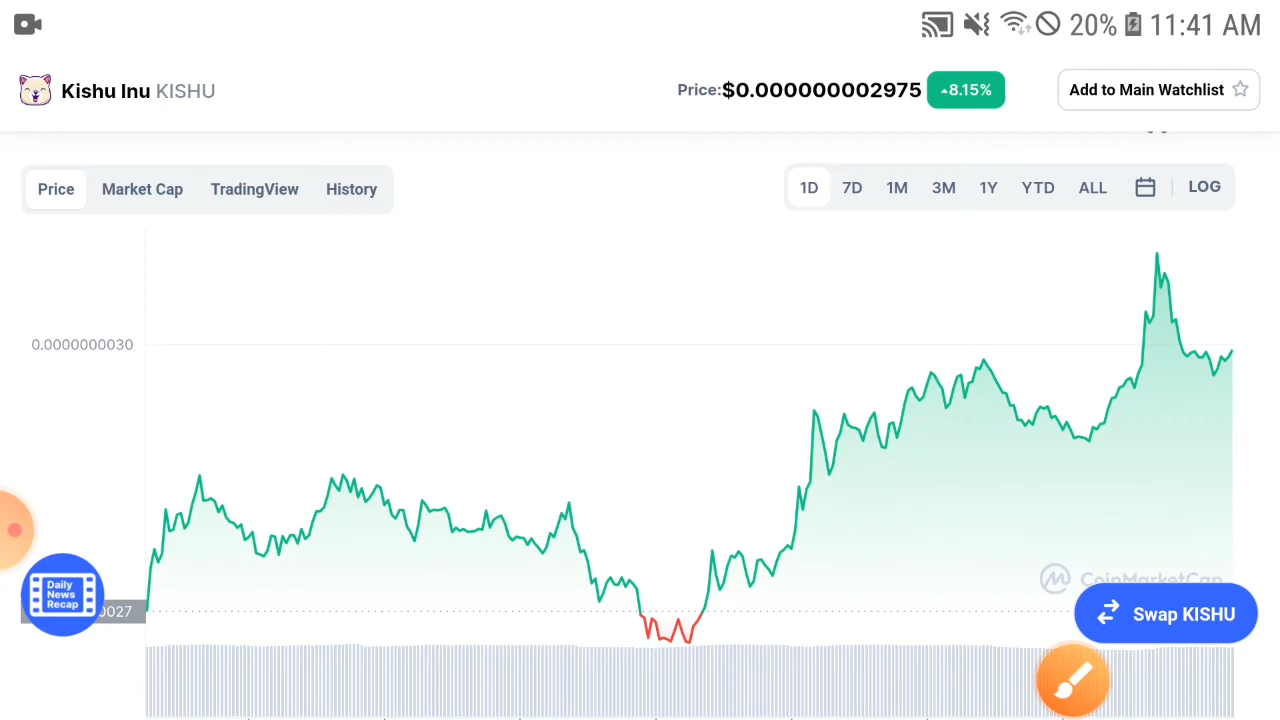 20% 11:41 AM
Kishu Inu KISHU
Price:$0.000000002975 8.15%
Add to Main Watchlist
Price Market Cap TradingView History
1D 7D 1M 3M 1Y YTD ALL LOG
0.0000000030
CoinMarketCap
Daily
News
Recap
0027
Swap KISHU